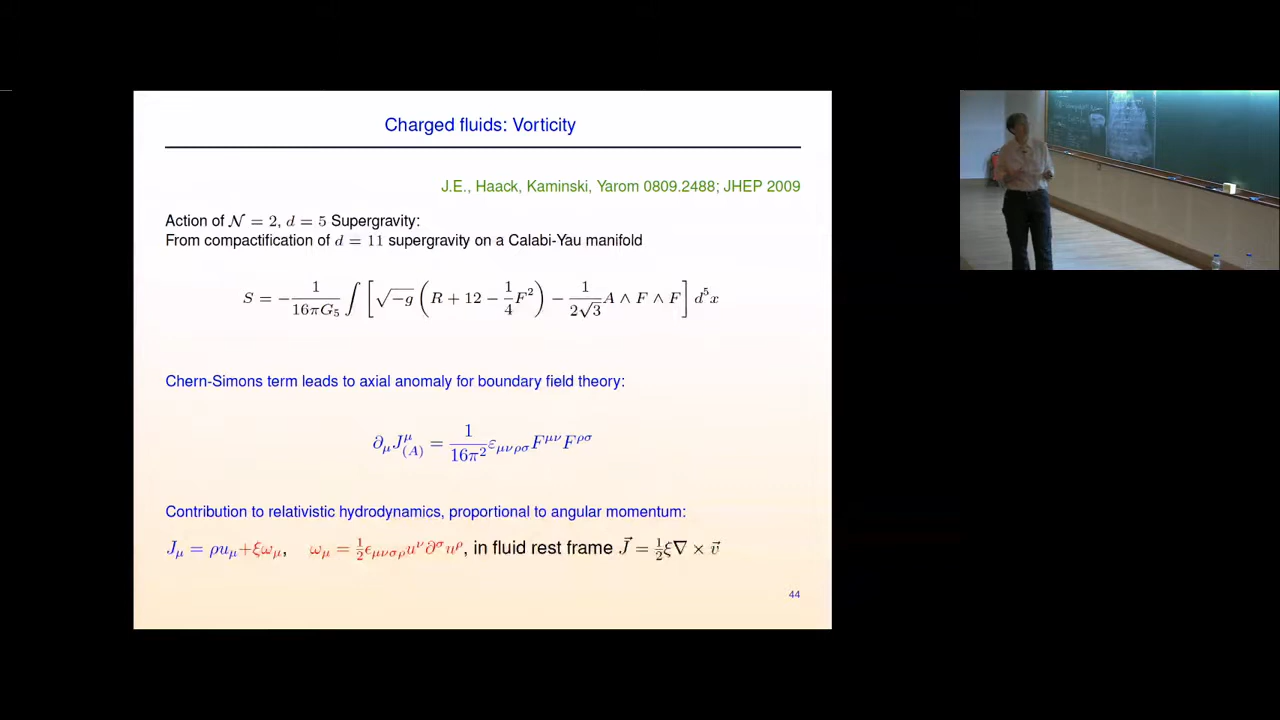 Charged fluids: Vorticity
J.E., Haack, Kaminski, Yarom 0809.2488; JHEP 2009
Action of 𝒩 = 2, d = 5 Supergravity:
From compactification of d = 11 supergravity on a Calabi-Yau manifold
S = −1/(16πG₅) ∫ [√−g (R + 12 − 1/4 F²) − 1/(2√3) A ∧ F ∧ F] d⁵x
Chern-Simons term leads to axial anomaly for boundary field theory:
∂_μ J^μ_(A) = 1/(16π²) ε_μνρσ F^μν F^ρσ
Contribution to relativistic hydrodynamics, proportional to angular momentum:
J_μ = ρu_μ+ξω_μ, ω_μ = ½ϵ_μνσρ u^ν ∂^σ u^ρ, in fluid rest frame J⃗ = ½ξ∇ × v⃗
44